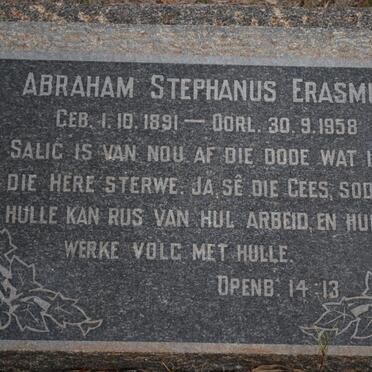 ABRAHAM STEPHANUS ERASMU
GEB. 1.10.1891 — OORL. 30.9.1958
SALIG IS VAN NOU AF DIE DODE WAT I
DIE HERE STERWE. JA, SÊ DIE GEES, SOD
HULLE KAN RUS VAN HUL ARBEID, EN HU
WERKE VOLG MET HULLE.
OPENB. 14:13